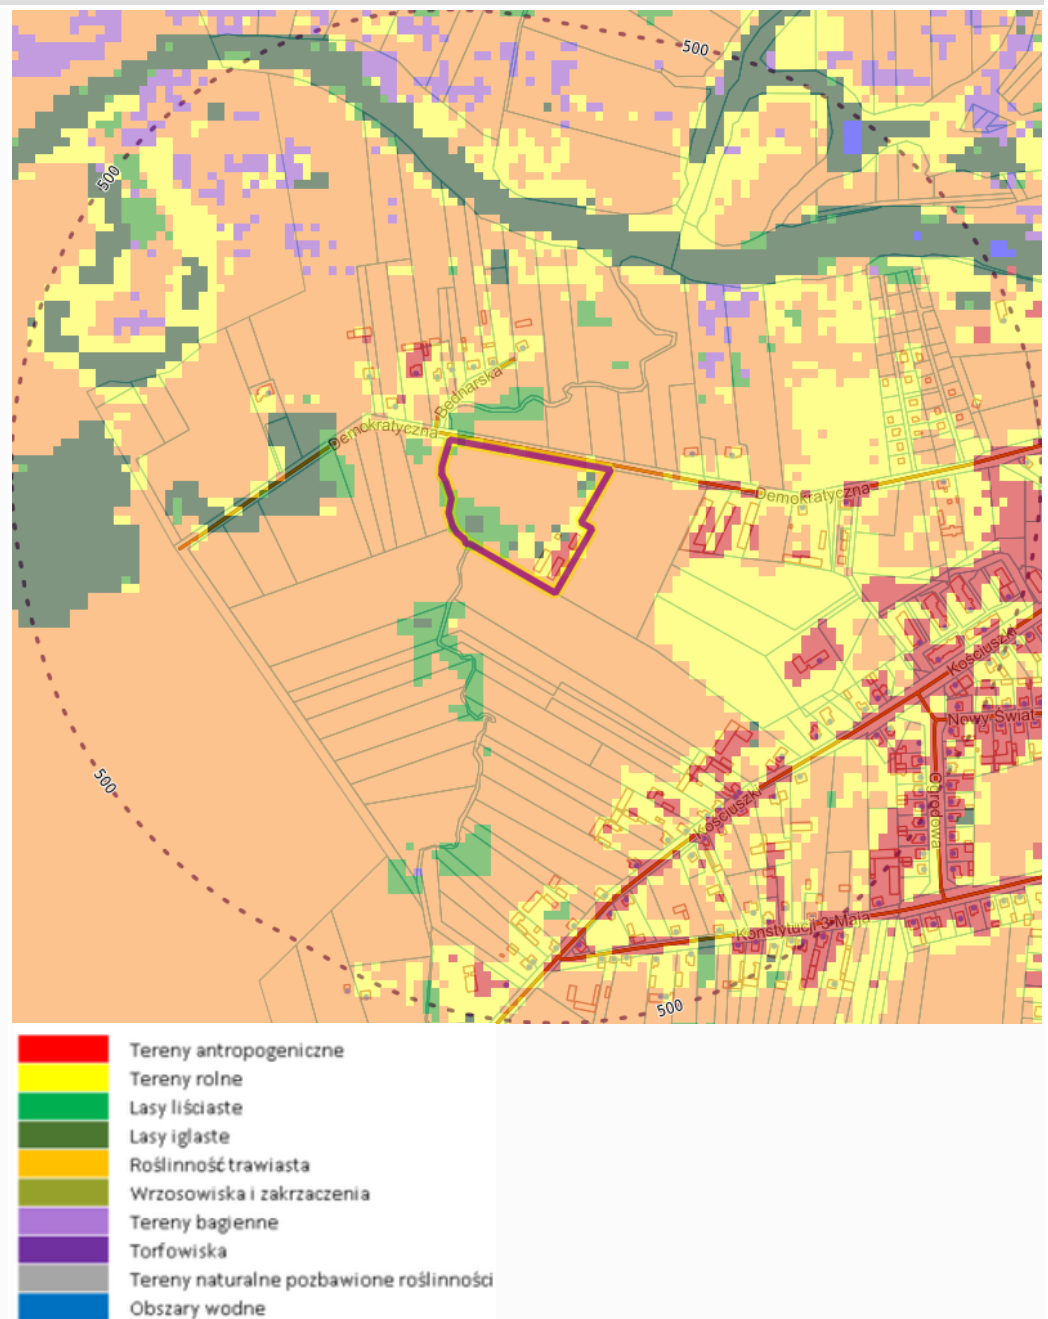 500
500
Bednarska
Demokratyczna
Demokratyczna
Kościuszki
Nowy Świat
500
Ogrodowa
Kościuszki
Konstytucji 3 Maja
500
Tereny antropogeniczne
Tereny rolne
Lasy liściaste
Lasy iglaste
Roślinność trawiasta
Wrzosowiska i zakrzaczenia
Tereny bagienne
Torfowiska
Tereny naturalne pozbawione roślinności
Obszary wodne